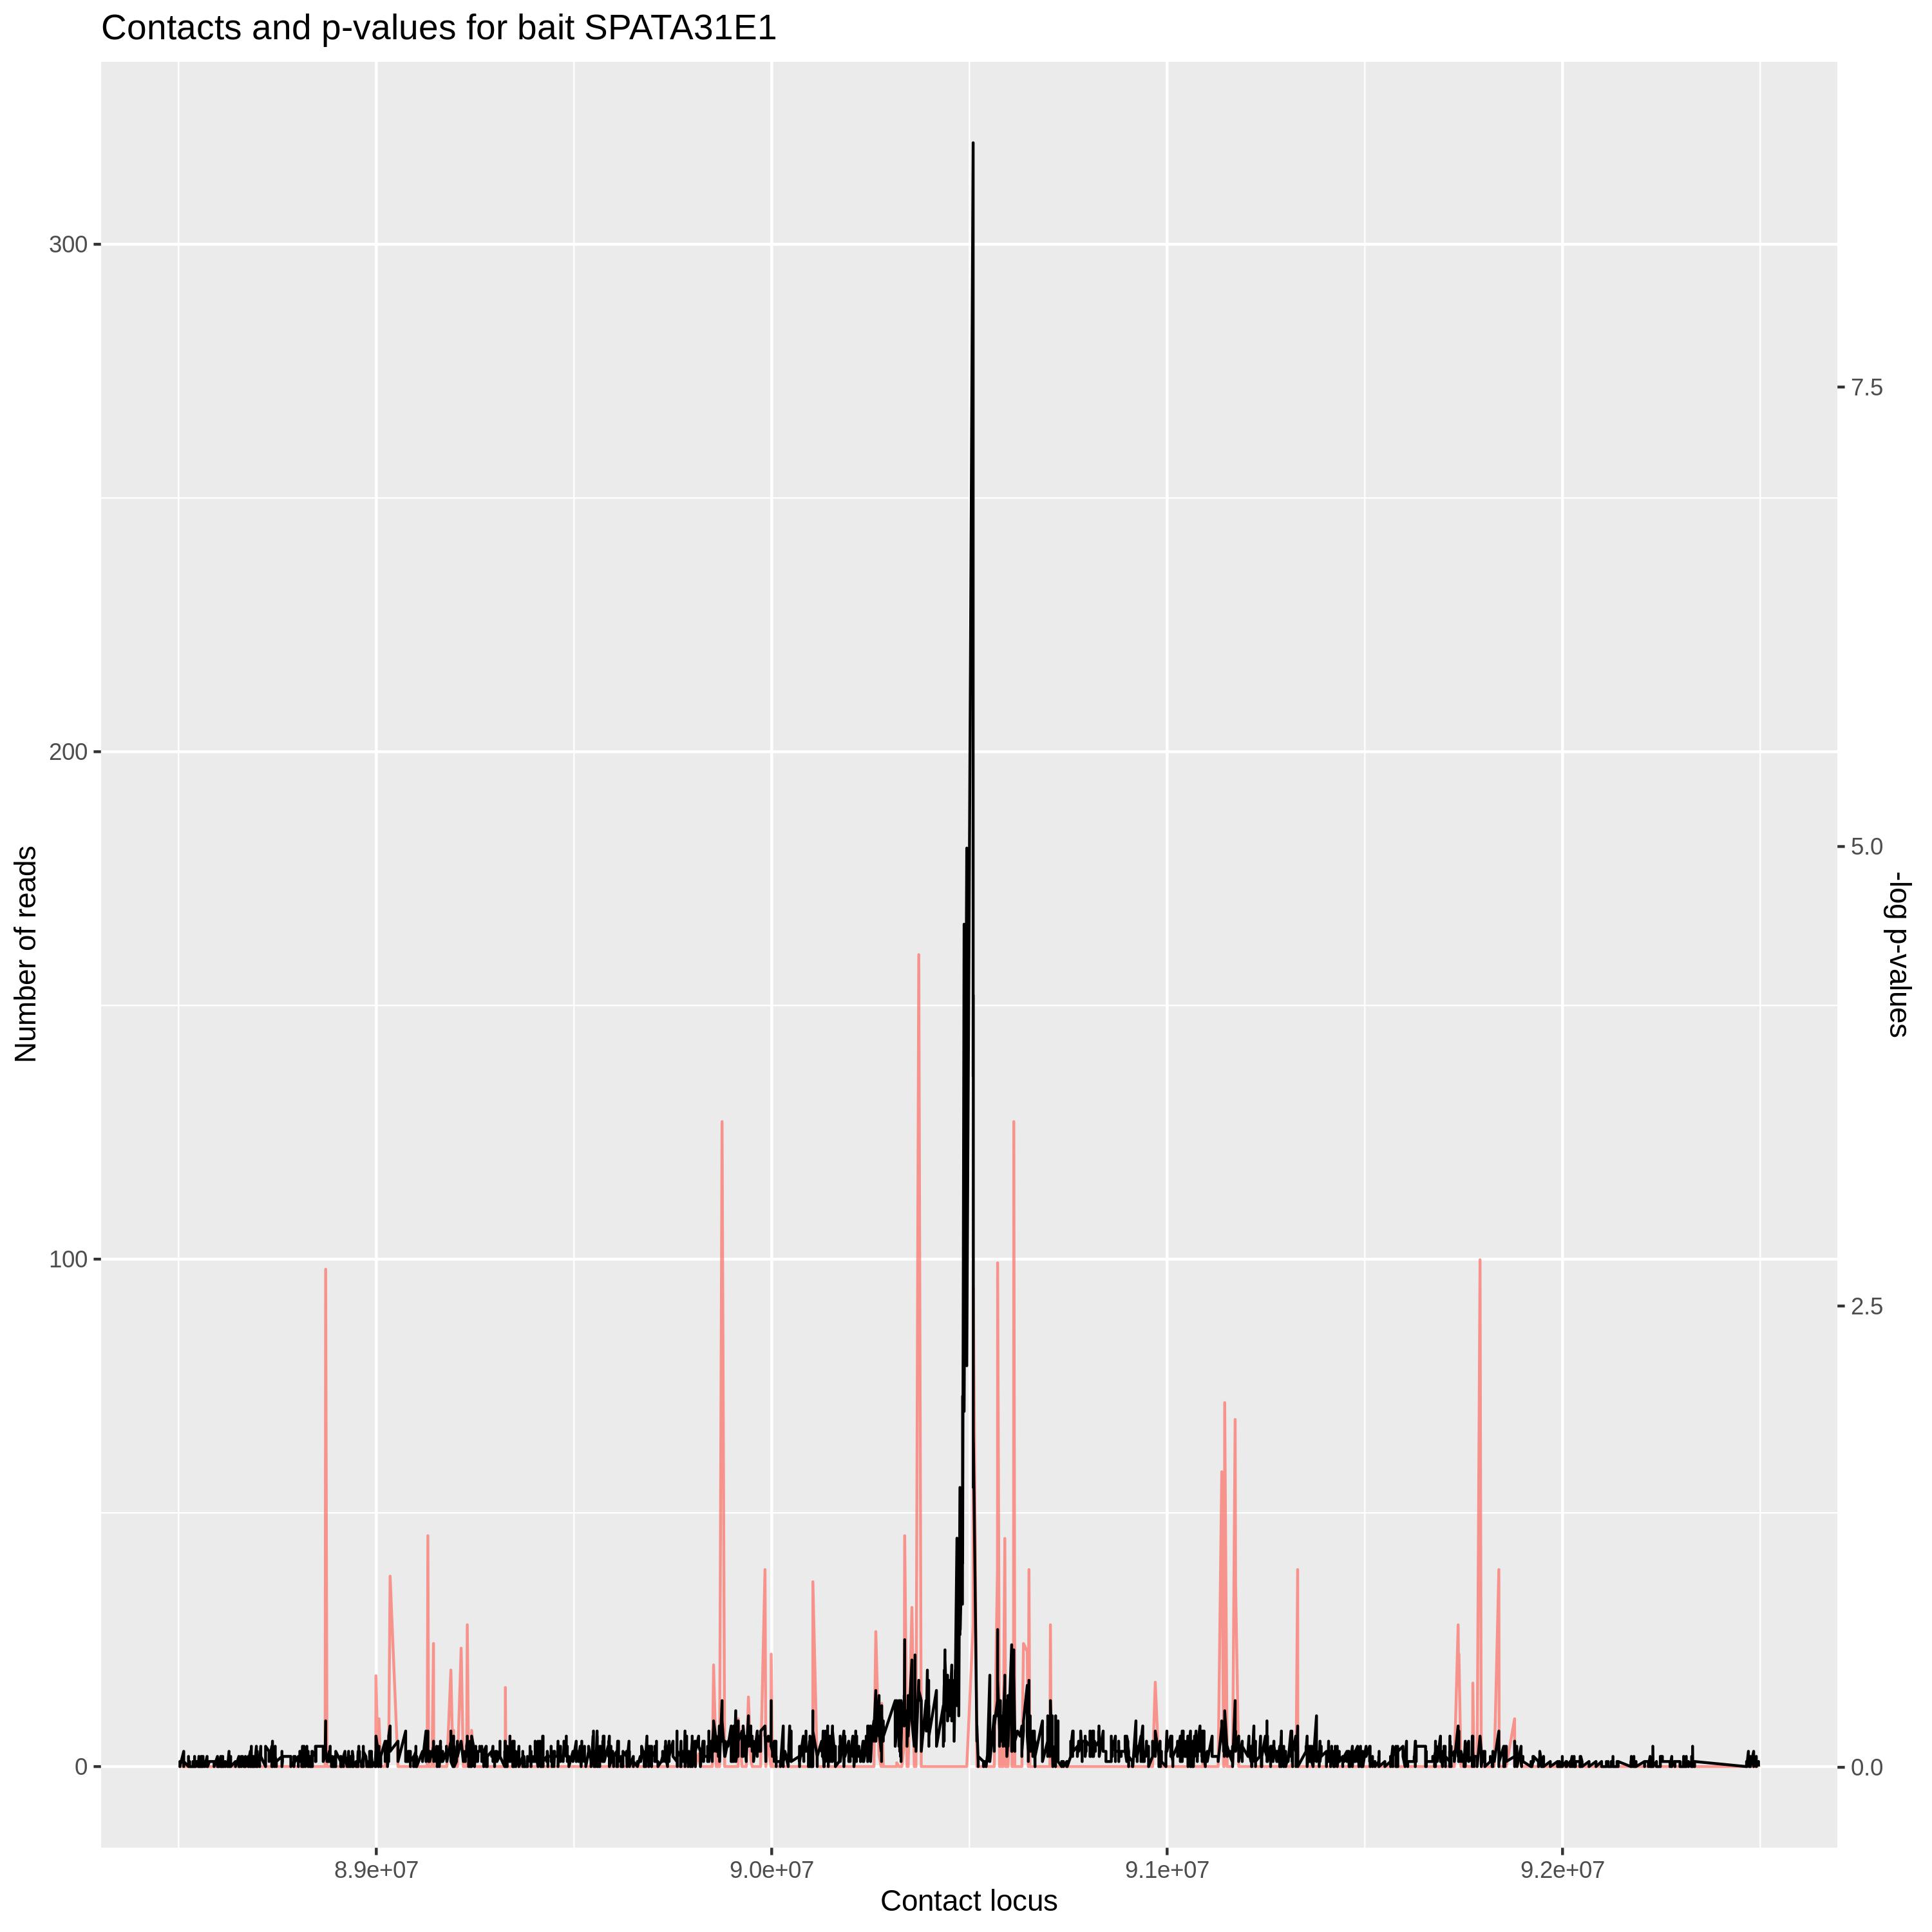 Contacts and p-values for bait SPATA31E1
300
200
100
0
Number of reads
7.5
5.0
2.5
0.0
-log p-values
8.9e+07
9.0e+07
9.1e+07
9.2e+07
Contact locus